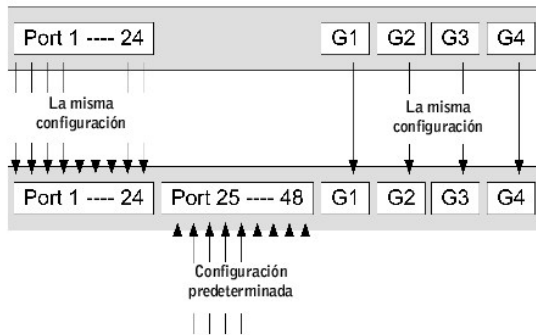 Port 1 ---- 24 G1 G2 G3 G4
La misma
configuración
La misma
configuración
Port 1 ---- 24 Port 25 ---- 48 G1 G2 G3 G4
Configuración
predeterminada